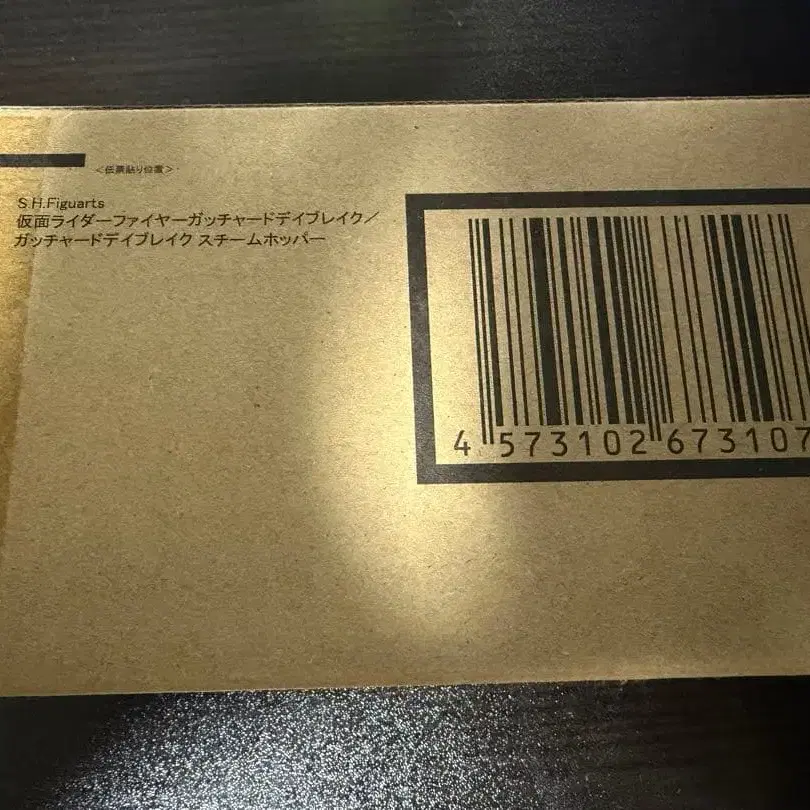 ＜伝票貼り位置＞
S.H.Figuarts
仮面ライダーファイヤーガッチャードデイブレイク／
ガッチャードデイブレイク スチームホッパー
4 573102 673107